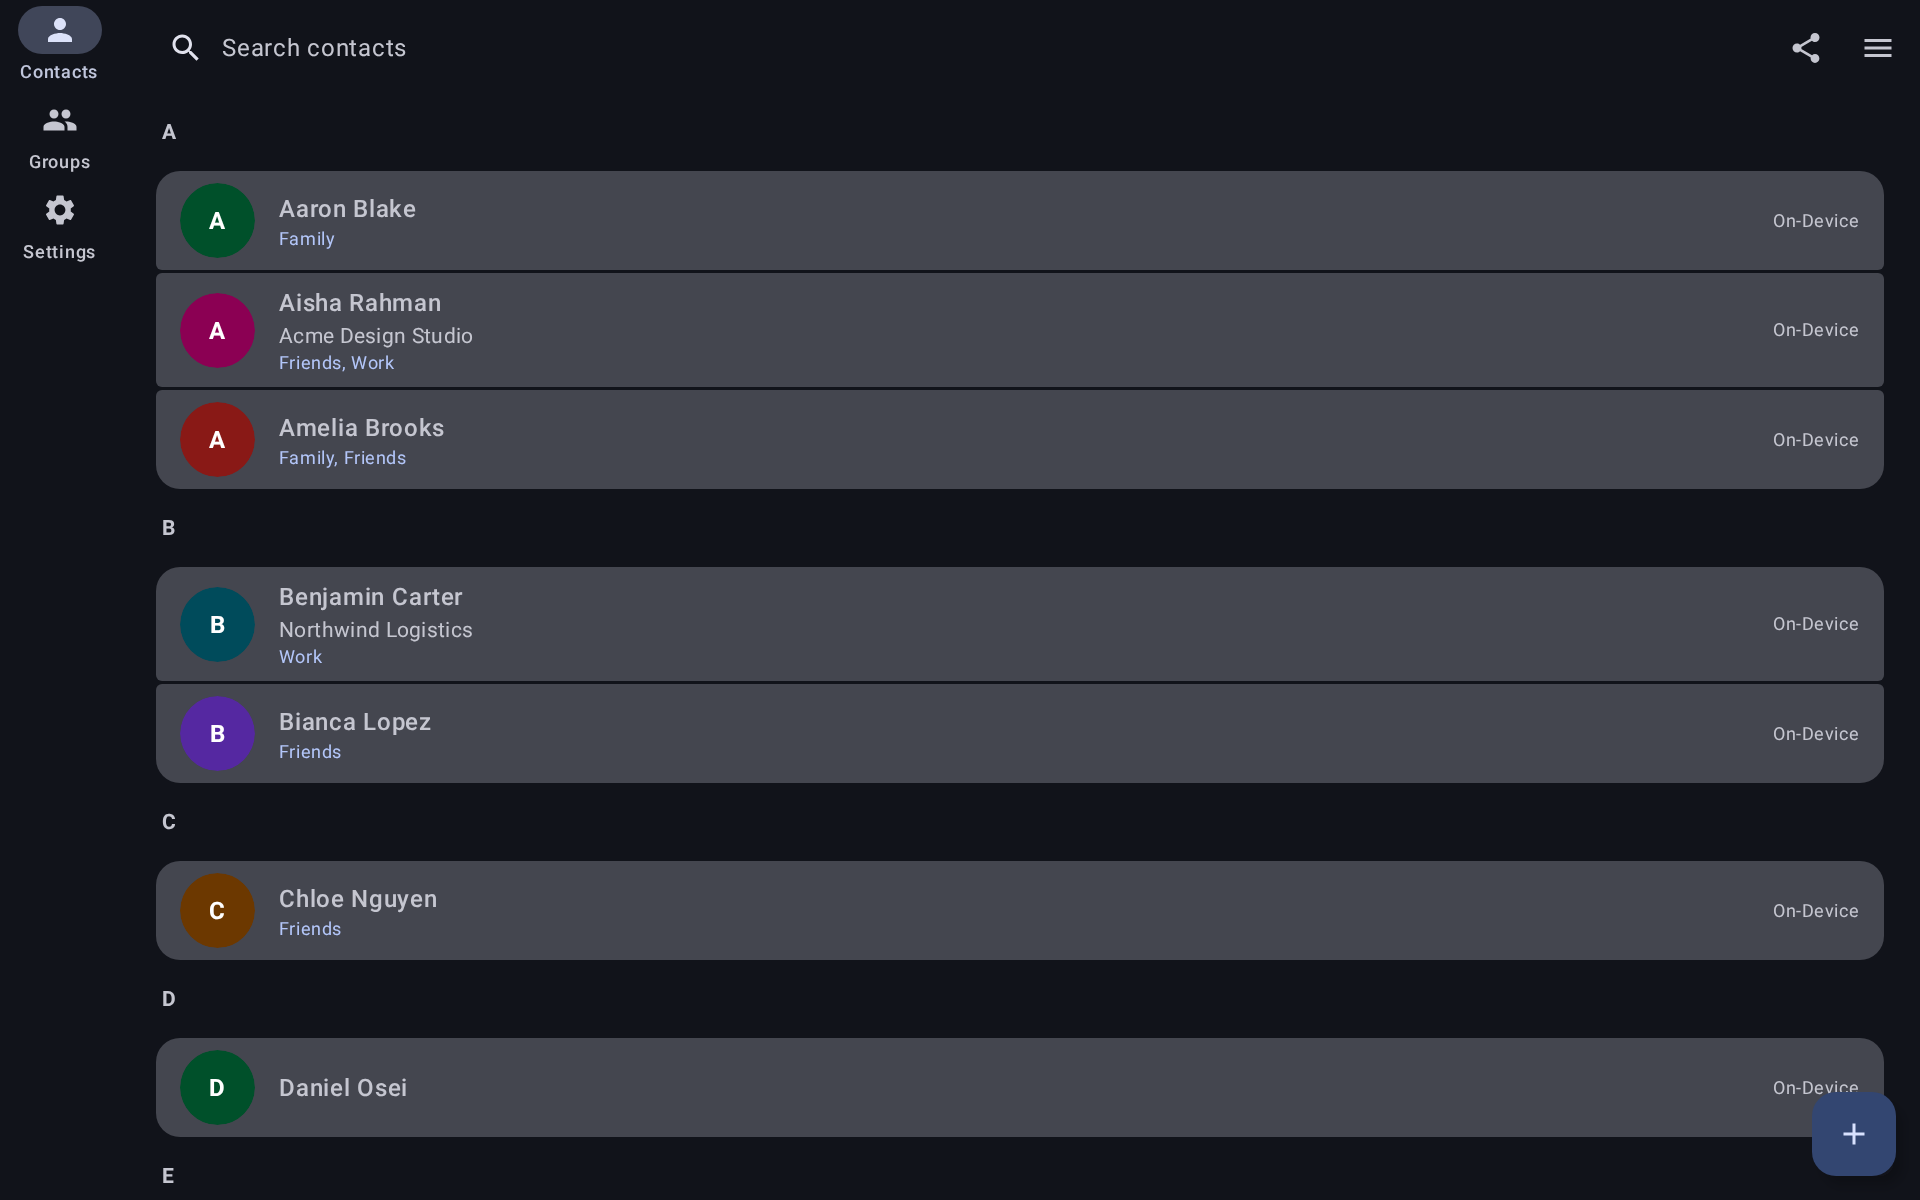 Contacts
Groups
Settings
Search contacts
A
A
Aaron Blake
Family
On-Device
A
Aisha Rahman
Acme Design Studio
Friends, Work
On-Device
A
Amelia Brooks
Family, Friends
On-Device
B
B
Benjamin Carter
Northwind Logistics
Work
On-Device
B
Bianca Lopez
Friends
On-Device
C
C
Chloe Nguyen
Friends
On-Device
D
D
Daniel Osei
On-Device
E